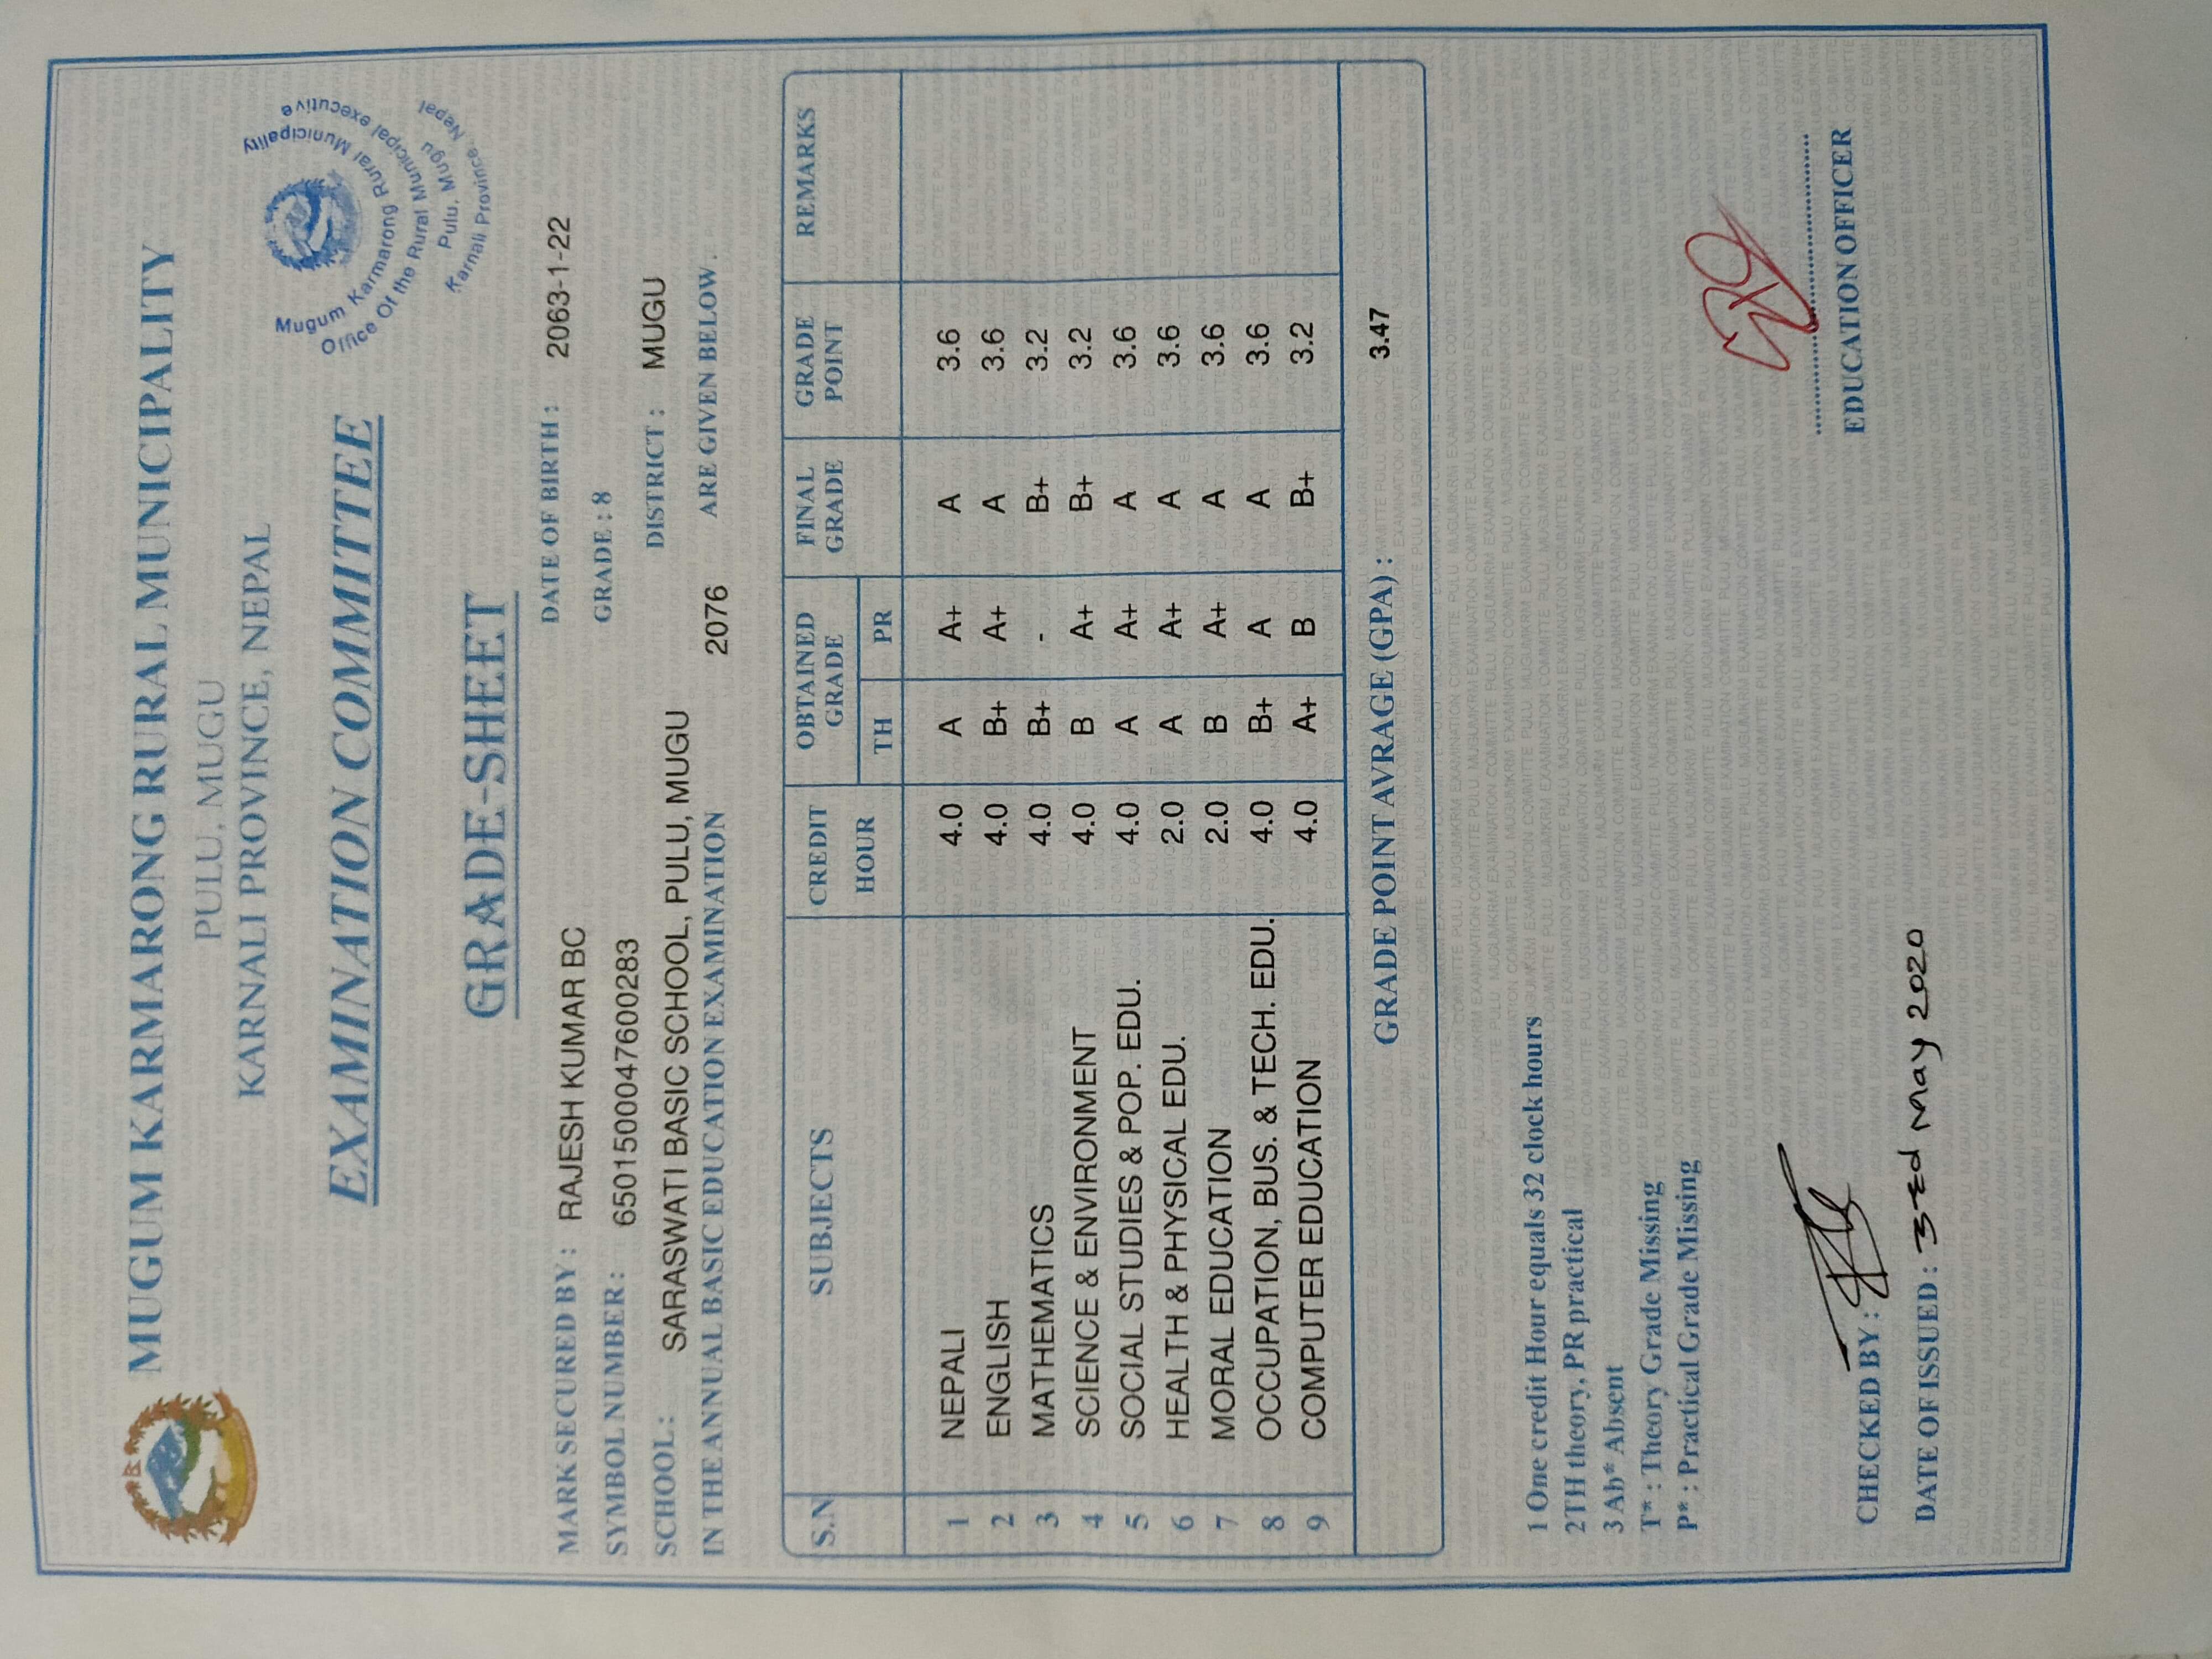 MUGUM KARMARONG RURAL MUNICIPALITY
PULU, MUGU
KARNALI PROVINCE, NEPAL
Mugum Karmarong Rural Municipality
Office Of the Rural Municipal executive
Pulu, Mugu
Karnali Province, Nepal
EXAMINATION COMMITTEE
GRADE-SHEET
MARK SECURED BY : RAJESH KUMAR BC DATE OF BIRTH : 2063-1-22
SYMBOL NUMBER : 6501500047600283 GRADE : 8
SCHOOL : SARASWATI BASIC SCHOOL, PULU, MUGU DISTRICT : MUGU
IN THE ANNUAL BASIC EDUCATION EXAMINATION 2076 ARE GIVEN BELOW .
S.N SUBJECTS CREDIT HOUR OBTAINED GRADE FINAL GRADE GRADE POINT REMARKS
TH PR
1 NEPALI 4.0 A A+ A 3.6
2 ENGLISH 4.0 B+ A+ A 3.6
3 MATHEMATICS 4.0 B+ - B+ 3.2
4 SCIENCE & ENVIRONMENT 4.0 B A+ B+ 3.2
5 SOCIAL STUDIES & POP. EDU. 4.0 A A+ A 3.6
6 HEALTH & PHYSICAL EDU. 2.0 A A+ A 3.6
7 MORAL EDUCATION 2.0 B A+ A 3.6
8 OCCUPATION, BUS. & TECH. EDU. 4.0 B+ A A 3.6
9 COMPUTER EDUCATION 4.0 A+ B B+ 3.2
GRADE POINT AVRAGE (GPA) : 3.47
1 One credit Hour equals 32 clock hours
2 TH theory, PR practical
3 Ab* Absent
T* : Theory Grade Missing
P* : Practical Grade Missing
CHECKED BY :
EDUCATION OFFICER
DATE OF ISSUED : 3rd May 2020